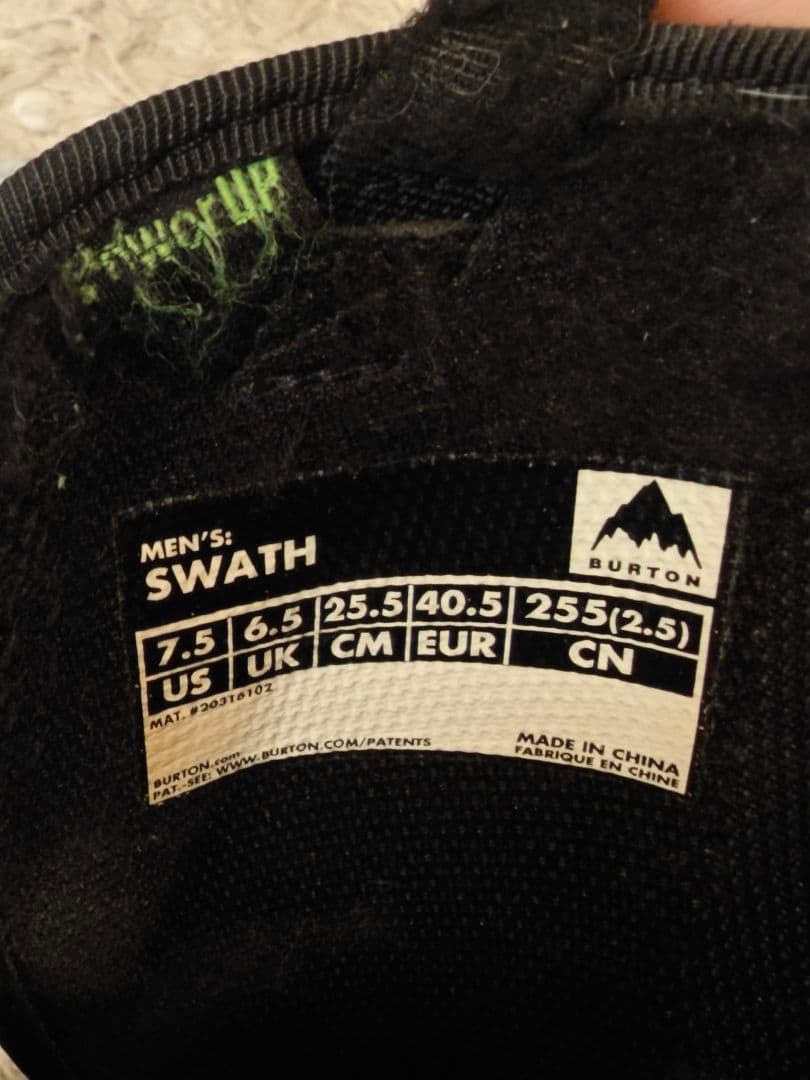 PowerUP
MEN'S:
SWATH
BURTON
7.5 6.5 25.5 40.5 255(2.5)
US UK CM EUR CN
MAT. #20316102
BURTON.com
PAT.-SEE: WWW.BURTON.COM/PATENTS
MADE IN CHINA
FABRIQUE EN CHINE